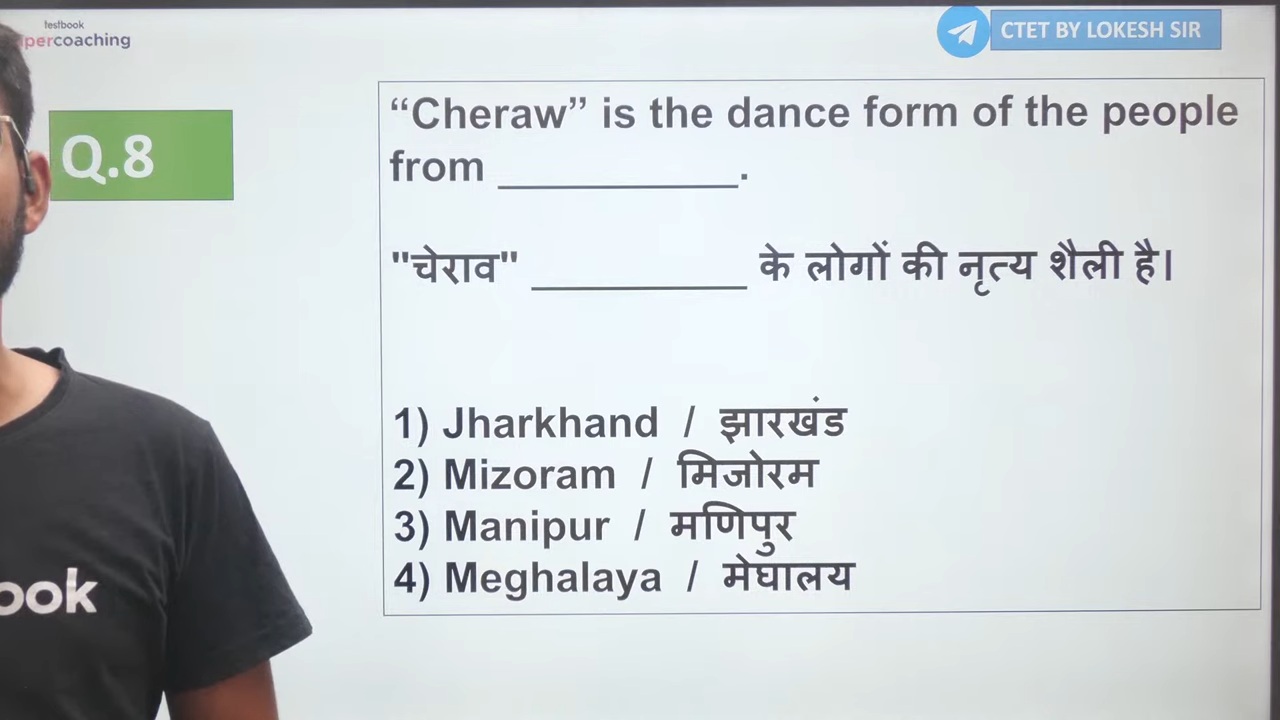 testbook
percoaching
CTET BY LOKESH SIR
Q.8
“Cheraw” is the dance form of the people
from ____________.
"चेराव" ___________ के लोगों की नृत्य शैली है।
1) Jharkhand / झारखंड
2) Mizoram / मिजोरम
3) Manipur / मणिपुर
4) Meghalaya / मेघालय
ook